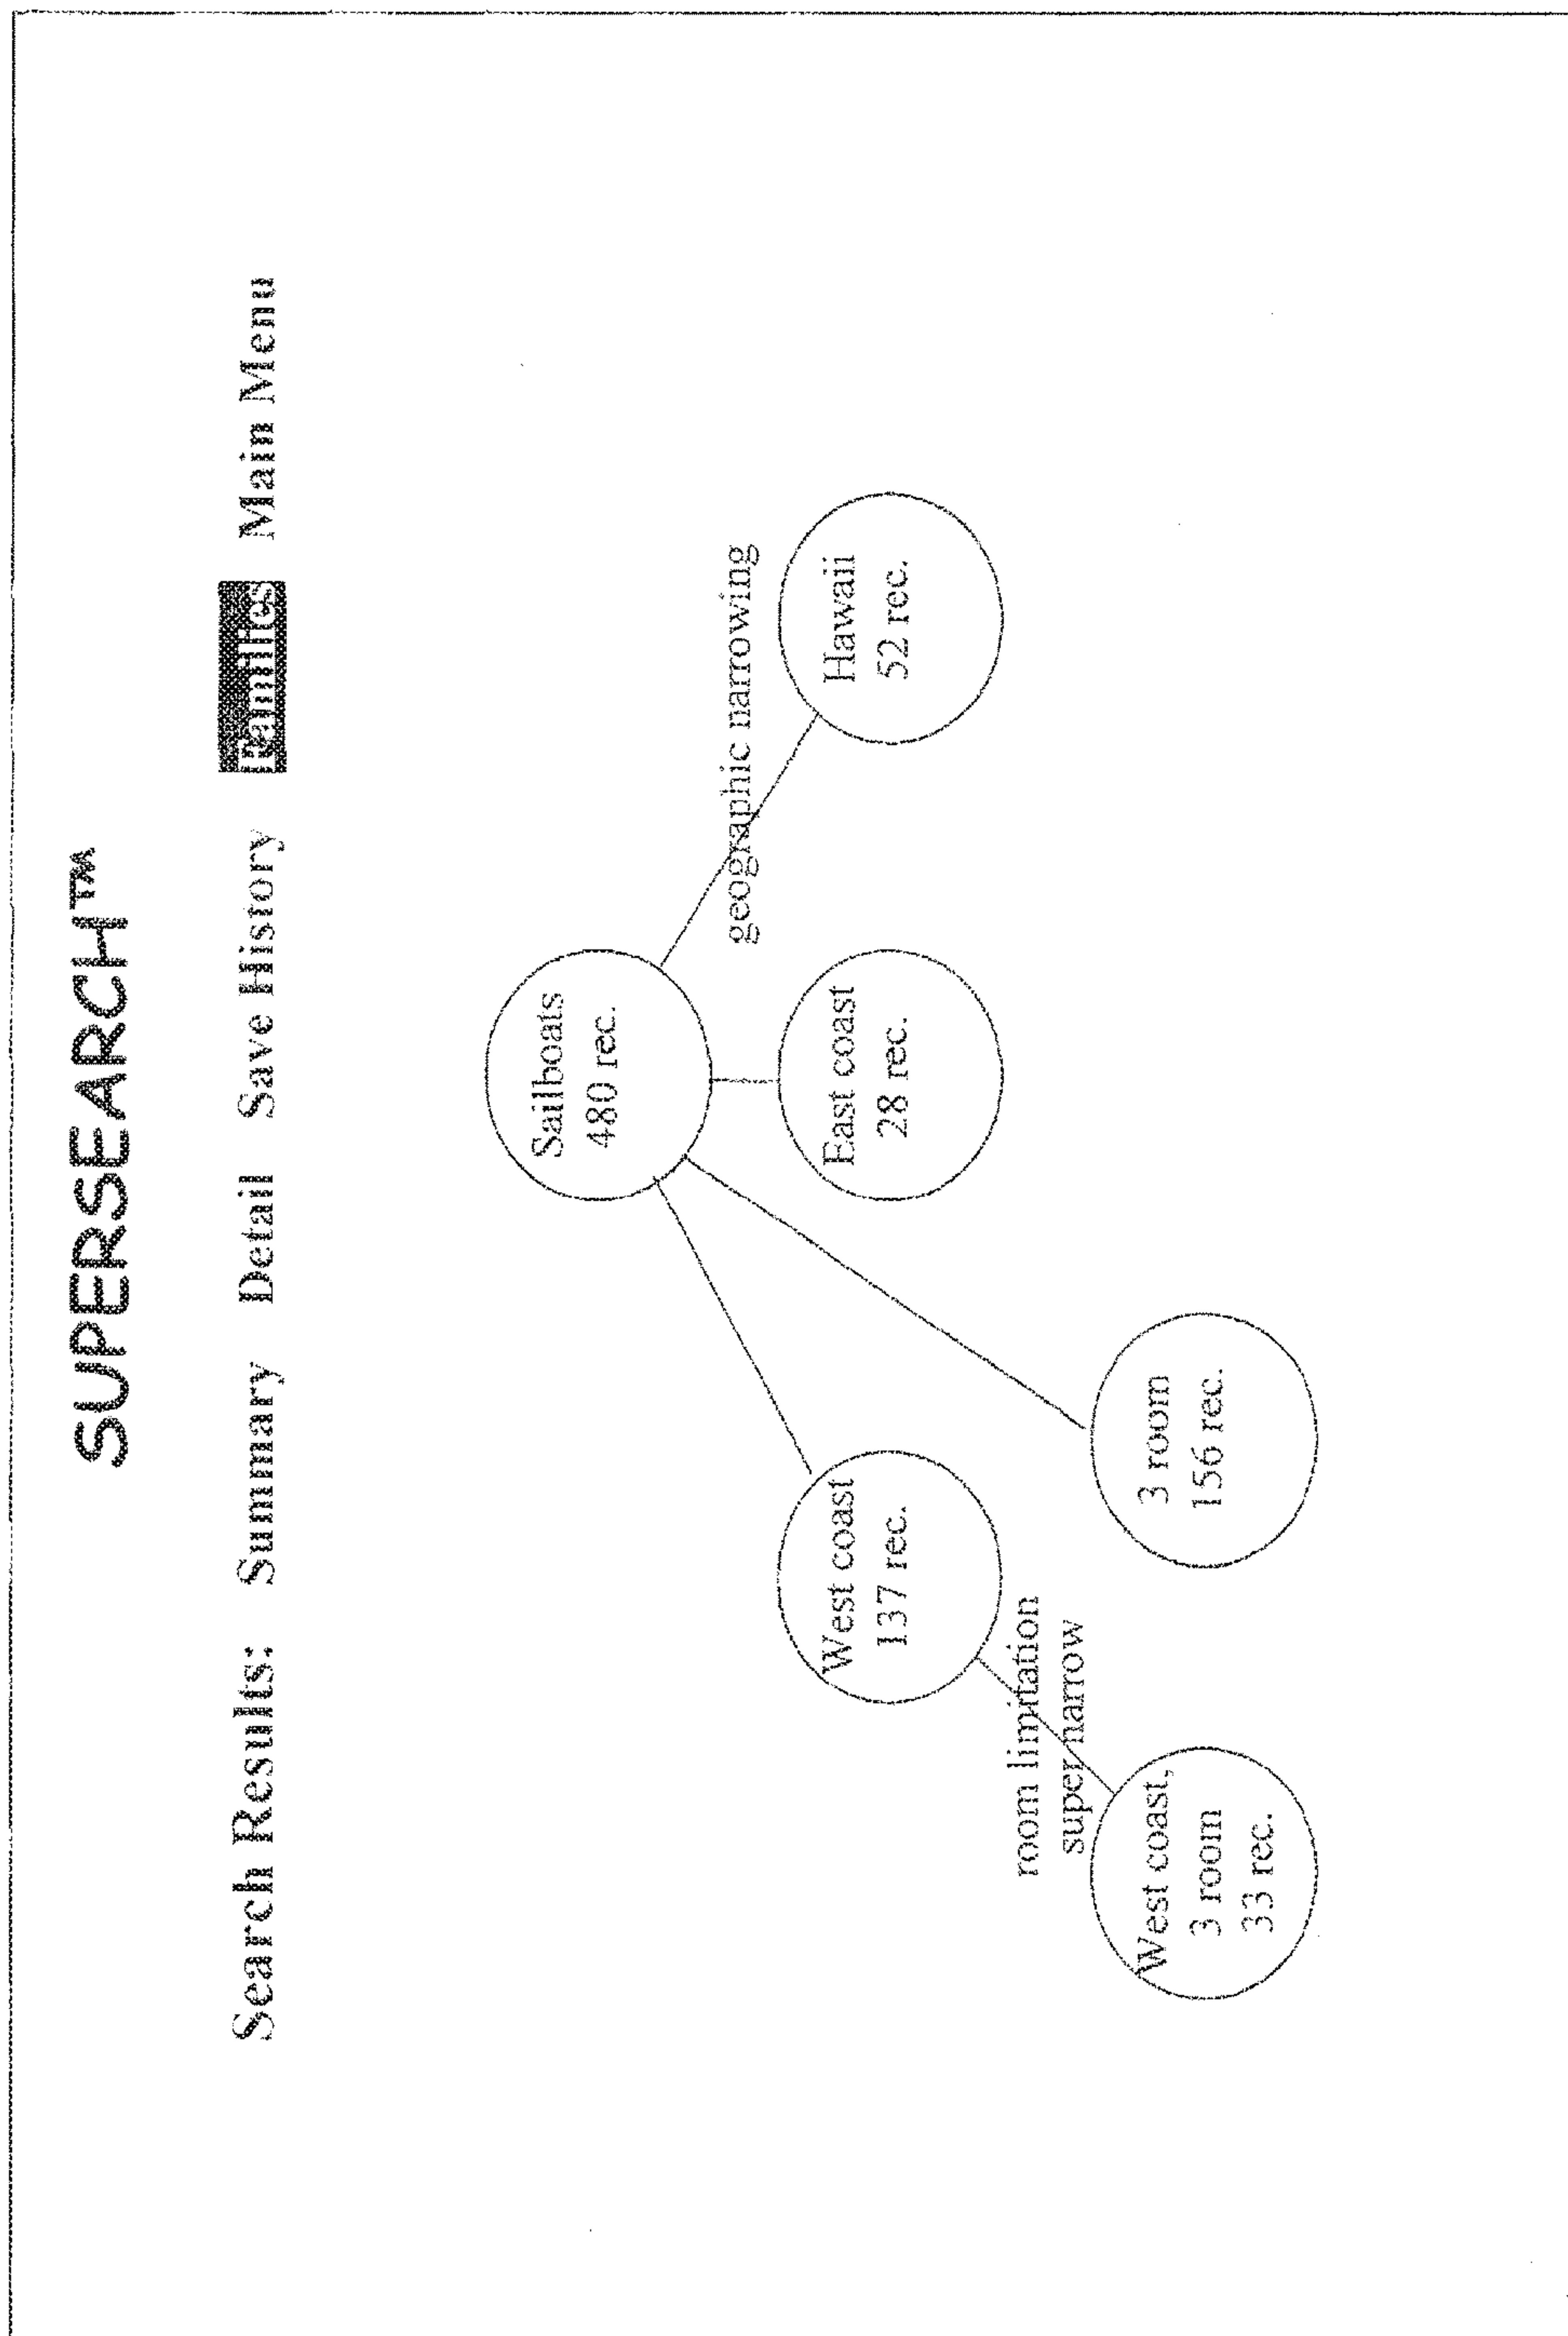 SUPERSEARCH™
Search Results: Summary Detail Save History Families Main Menu
Sailboats
480 rec.
geographic narrowing
West coast
137 rec.
East coast
28 rec.
Hawaii
52 rec.
room limitation
super narrow
West coast,
3 room
33 rec.
3 room
156 rec.